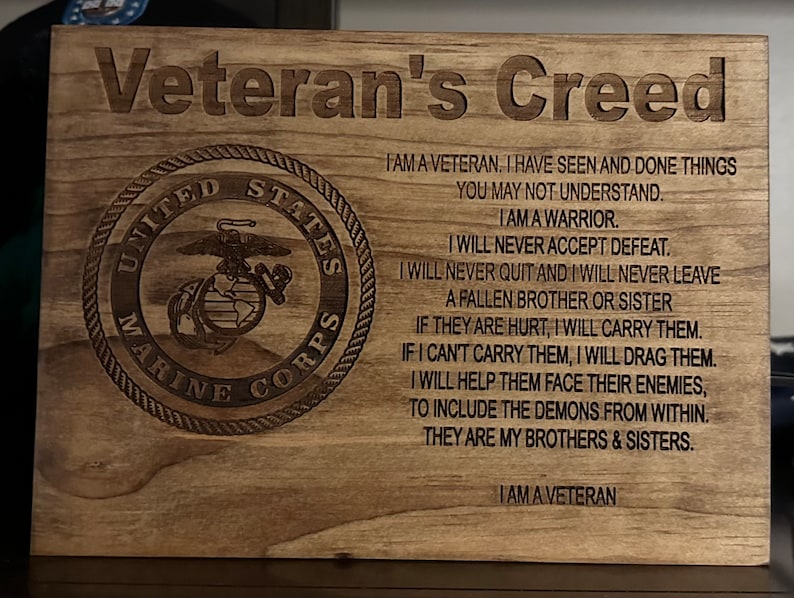 Veteran's Creed
UNITED STATES
MARINE CORPS
I AM A VETERAN. I HAVE SEEN AND DONE THINGS
YOU MAY NOT UNDERSTAND.
I AM A WARRIOR.
I WILL NEVER ACCEPT DEFEAT.
I WILL NEVER QUIT AND I WILL NEVER LEAVE
A FALLEN BROTHER OR SISTER
IF THEY ARE HURT, I WILL CARRY THEM.
IF I CAN'T CARRY THEM, I WILL DRAG THEM.
I WILL HELP THEM FACE THEIR ENEMIES,
TO INCLUDE THE DEMONS FROM WITHIN.
THEY ARE MY BROTHERS & SISTERS.
I AM A VETERAN